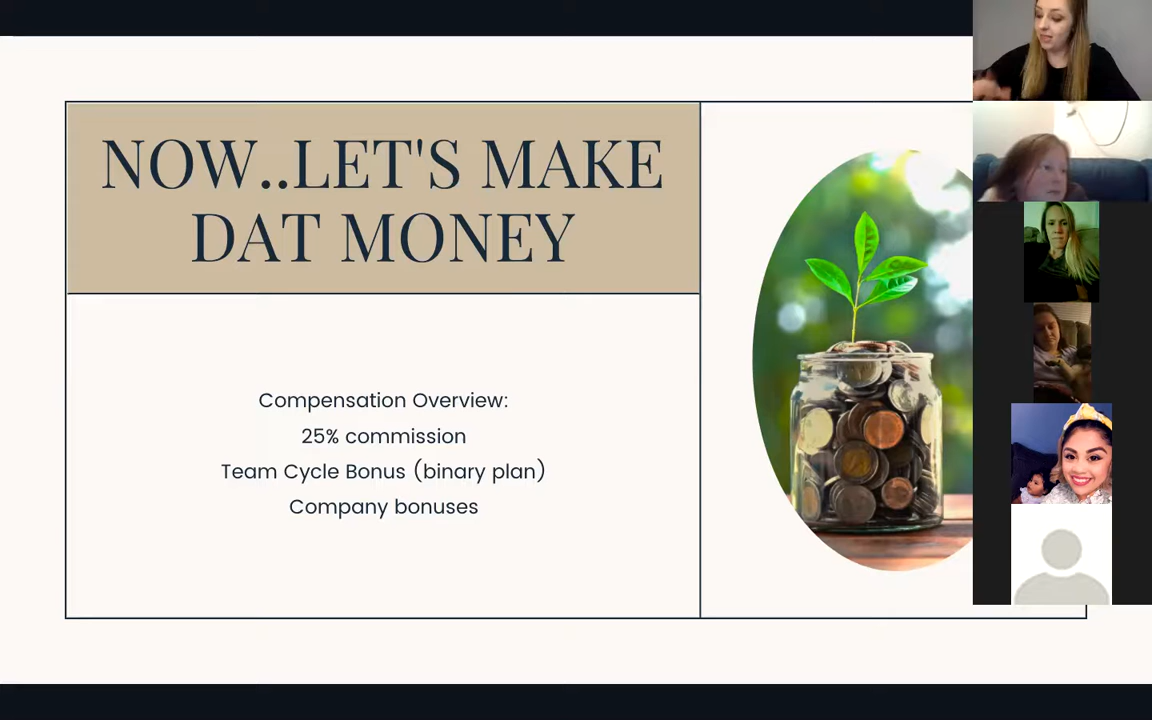 NOW..LET'S MAKE
DAT MONEY
Compensation Overview:
25% commission
Team Cycle Bonus (binary plan)
Company bonuses